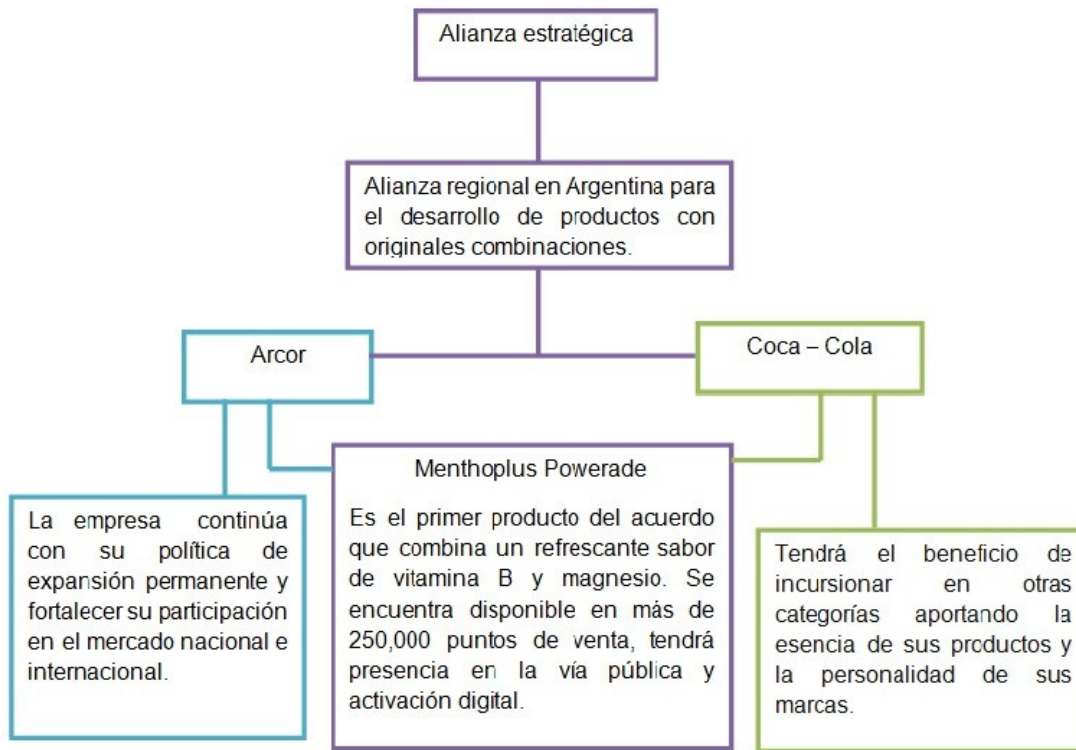 Alianza estratégica
Alianza regional en Argentina para
el desarrollo de productos con
originales combinaciones.
Arcor
Coca – Cola
La empresa continúa
con su política de
expansión permanente y
fortalecer su participación
en el mercado nacional e
internacional.
Menthoplus Powerade
Es el primer producto del acuerdo
que combina un refrescante sabor
de vitamina B y magnesio. Se
encuentra disponible en más de
250,000 puntos de venta, tendrá
presencia en la vía pública y
activación digital.
Tendrá el beneficio de
incursionar en otras
categorías aportando la
esencia de sus productos y
la personalidad de sus
marcas.